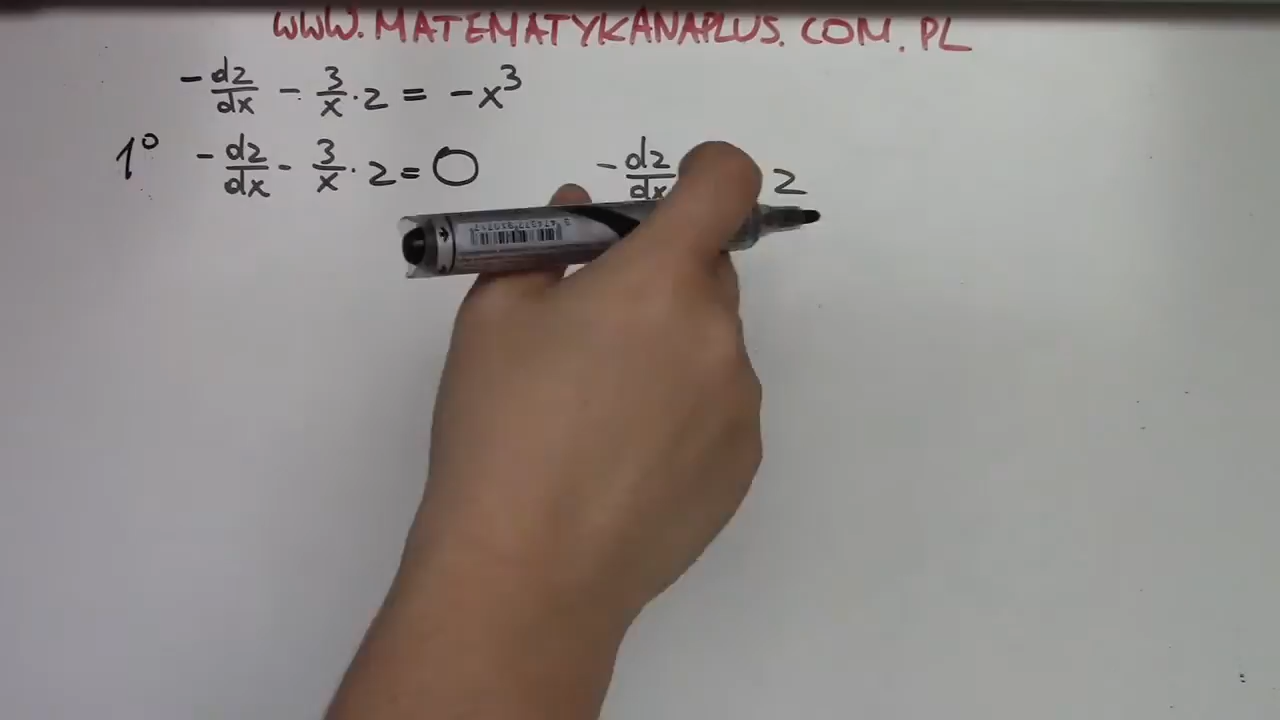 WWW.MATEMATYKANAPLUS.COM.PL
-dz/dx - 3/x · z = -x³
1° -dz/dx - 3/x · z = 0 -dz/dx z